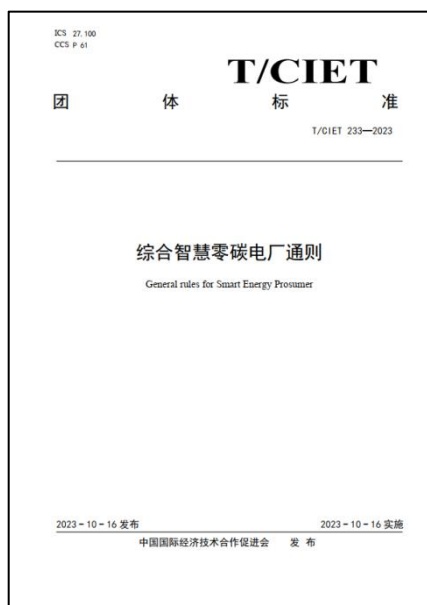 ICS 27.100
CCS P 61
T/CIET
团 体 标 准
T/CIET 233—2023
综合智慧零碳电厂通则
General rules for Smart Energy Prosumer
2023-10-16 发布 2023-10-16 实施
中国国际经济技术合作促进会 发 布